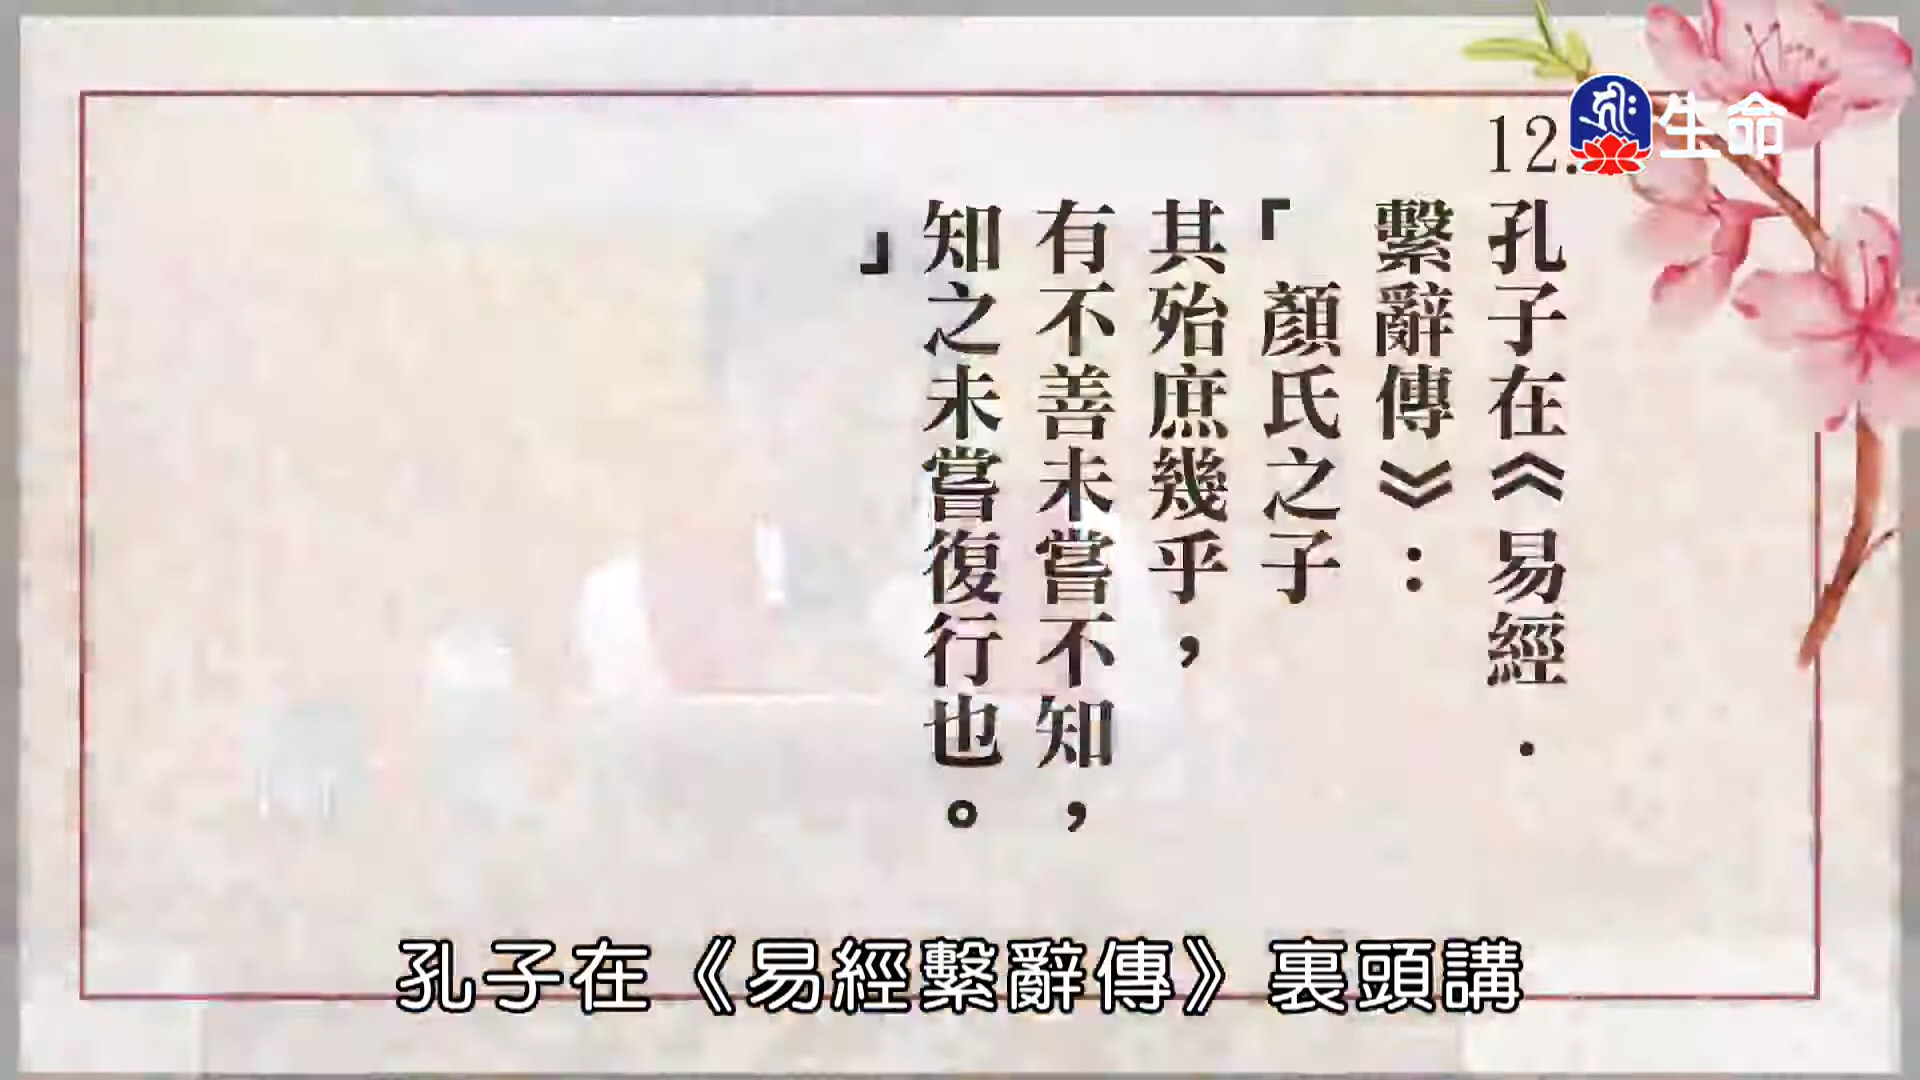 12.
孔子在《易經．
繫辭傳》：
「顏氏之子
其殆庶幾乎，
有不善未嘗不知，
知之未嘗復行也。
」
生命
孔子在《易經繫辭傳》裏頭講